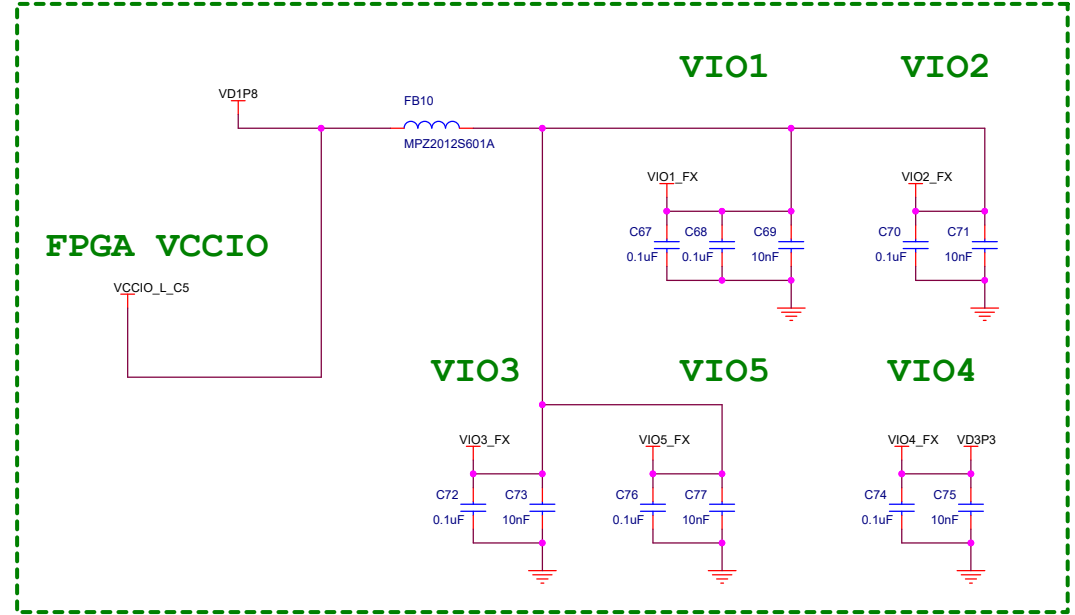 VIO1
VIO2
VD1P8
FB10
MPZ2012S601A
VIO1_FX
VIO2_FX
FPGA VCCIO
C67
C68
C69
C70
C71
0.1uF
0.1uF
10nF
0.1uF
10nF
VCCIO_L_C5
VIO3
VIO5
VIO4
VIO3_FX
VIO5_FX
VIO4_FX
VD3P3
C72
C73
C76
C77
C74
C75
0.1uF
10nF
0.1uF
10nF
0.1uF
10nF